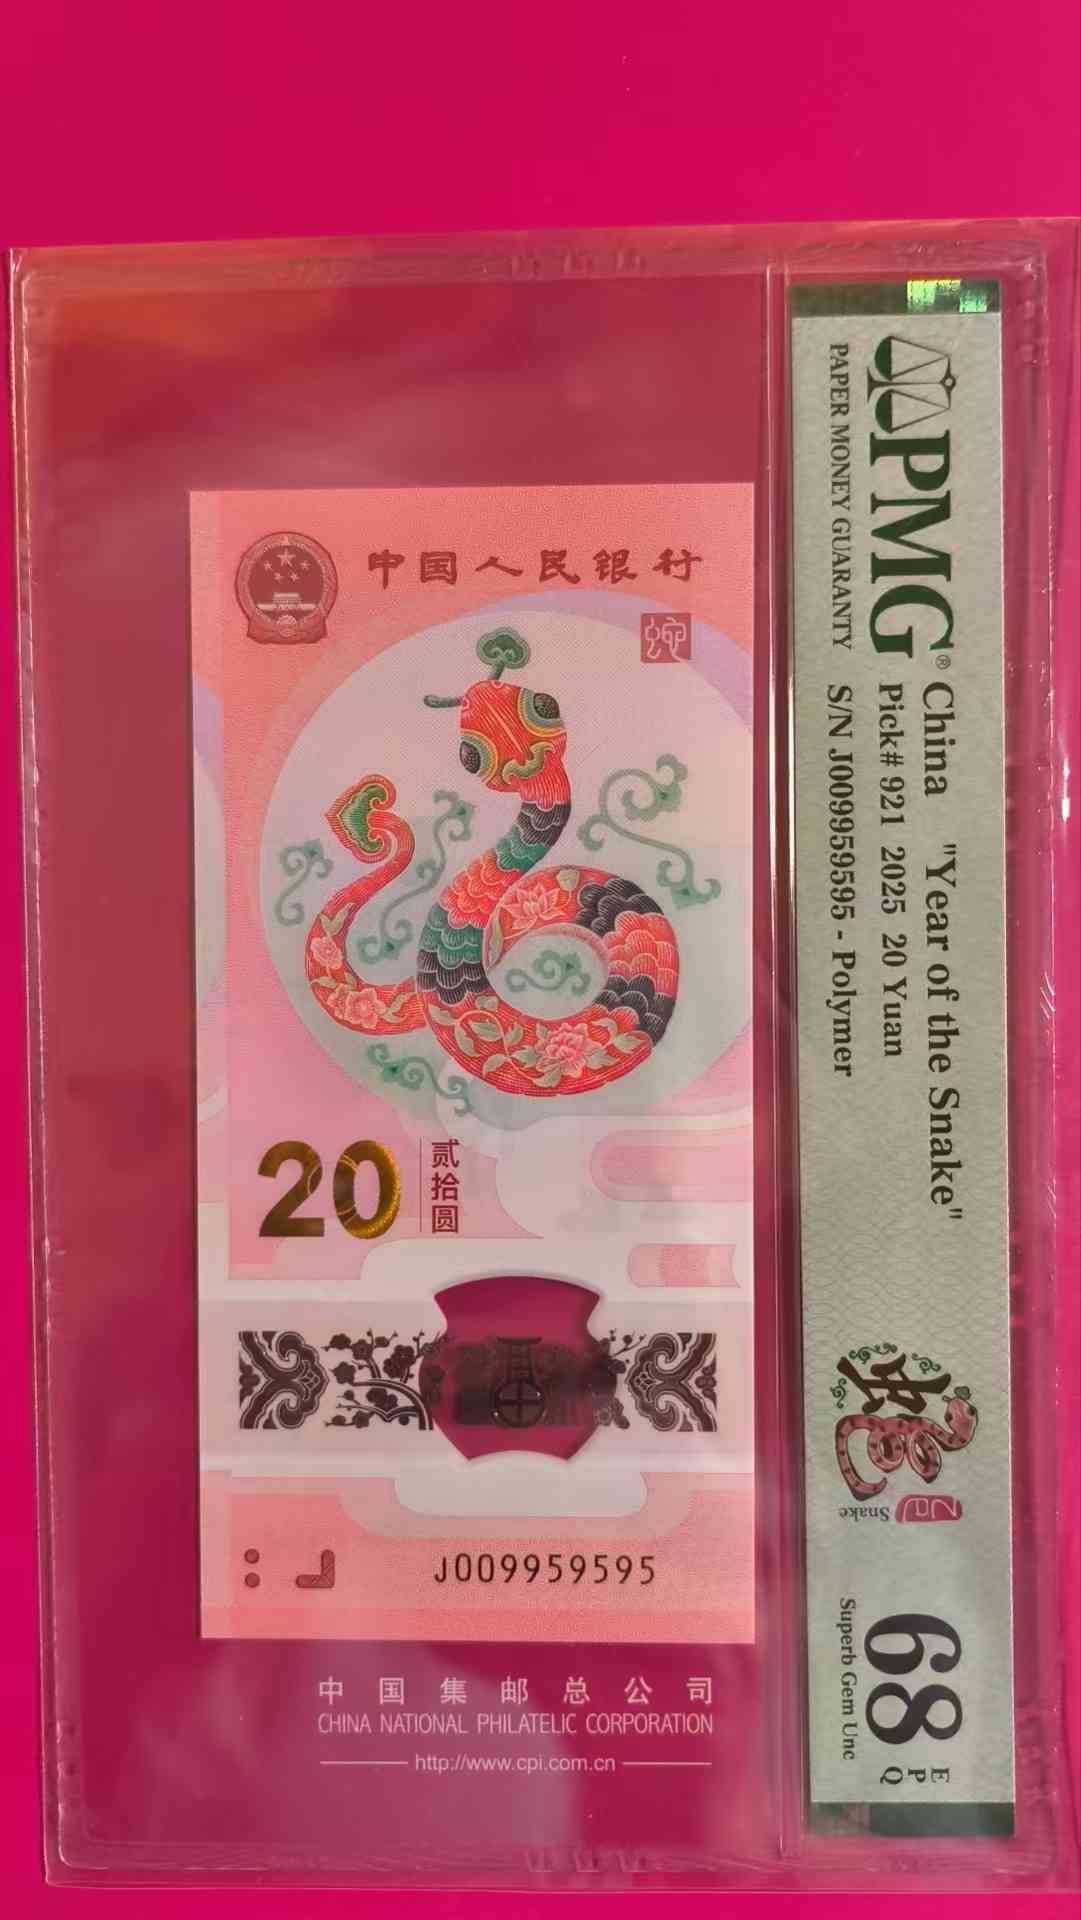 中国人民银行
蛇
20
贰拾圆
J009959595
中国集邮总公司
CHINA NATIONAL PHILATELIC CORPORATION
http://www.cpi.com.cn
PMG®
PAPER MONEY GUARANTY
China "Year of the Snake"
Pick# 921 2025 20 Yuan
S/N J009959595 - Polymer
蛇
Snake
68
EPQ
Superb Gem Unc